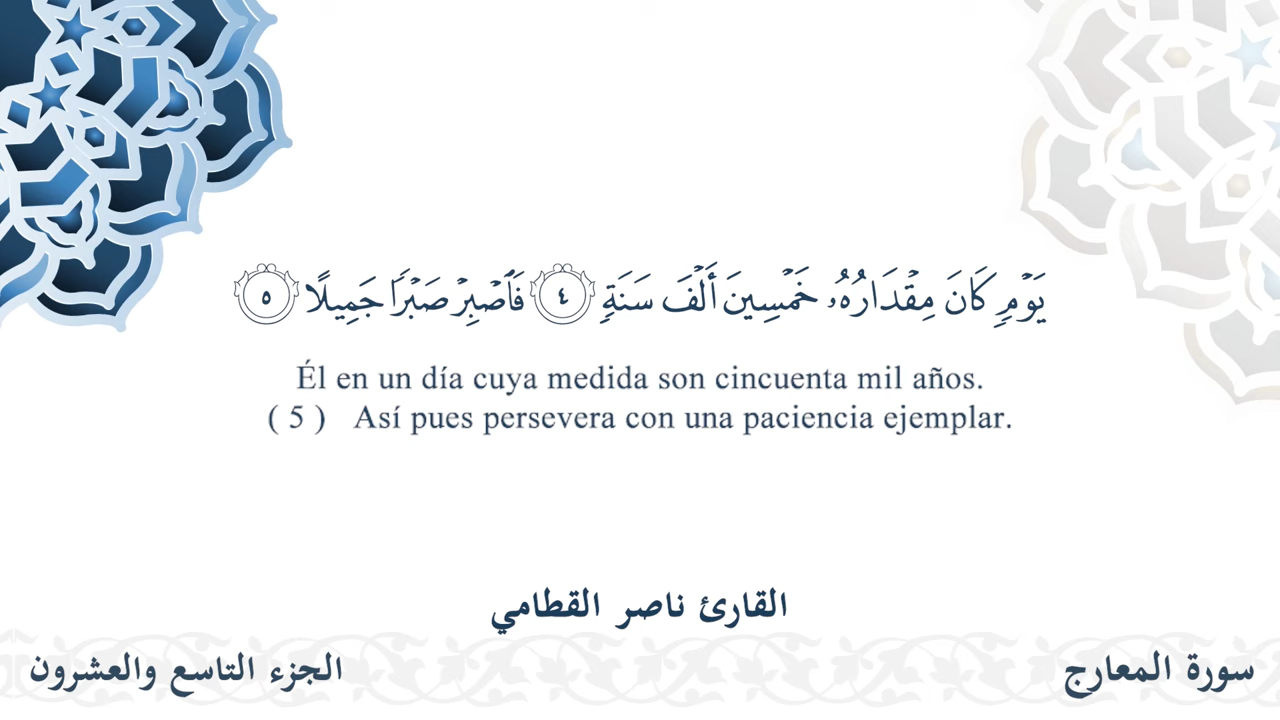 يَوْمٍ كَانَ مِقْدَارُهُۥ خَمْسِينَ أَلْفَ سَنَةٍ ٤ فَٱصْبِرْ صَبْرًا جَمِيلًا ٥
Él en un día cuya medida son cincuenta mil años.
( 5 ) Así pues persevera con una paciencia ejemplar.
القارئ ناصر القطامي
سورة المعارج
الجزء التاسع والعشرون